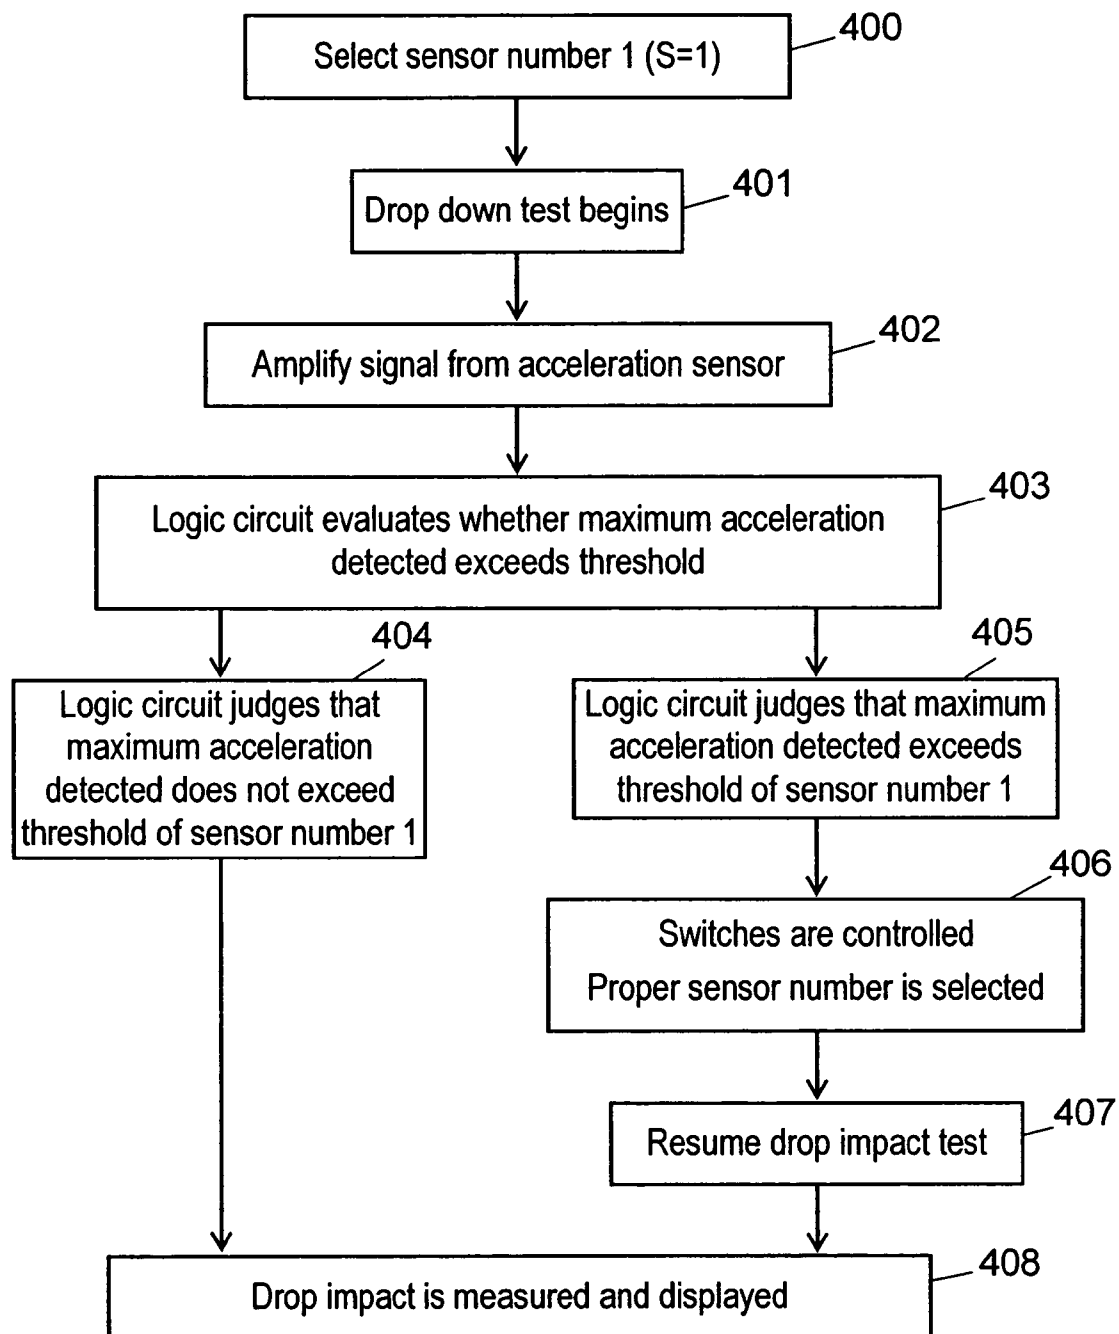 400
Select sensor number 1 (S=1)
401
Drop down test begins
402
Amplify signal from acceleration sensor
403
Logic circuit evaluates whether maximum acceleration
detected exceeds threshold
404
Logic circuit judges that
maximum acceleration
detected does not exceed
threshold of sensor number 1
405
Logic circuit judges that maximum
acceleration detected exceeds
threshold of sensor number 1
406
Switches are controlled
Proper sensor number is selected
407
Resume drop impact test
408
Drop impact is measured and displayed